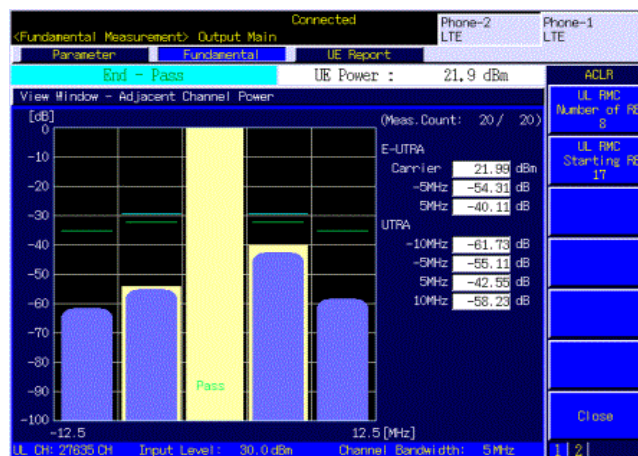 Connected
Phone-2
LTE
Phone-1
LTE
<Fundamental Measurement> Output Main
Parameter
Fundamental
UE Report
End - Pass
UE Power :
21.9 dBm
ACLR
View Window - Adjacent Channel Power
UL RMC
Number of RB
8
UL RMC
Starting RB
17
[dB]
(Meas.Count: 20/ 20)
0
-10
-20
-30
-40
-50
-60
-70
-80
-90
-100
E-UTRA
Carrier 21.99 dBm
-5MHz -54.31 dB
5MHz -40.11 dB
UTRA
-10MHz -61.73 dB
-5MHz -55.11 dB
5MHz -42.55 dB
10MHz -58.23 dB
Pass
-12.5
12.5[MHz]
Close
UL CH: 27635 CH Input Level: 30.0 dBm Channel Bandwidth: 5 MHz
1 2